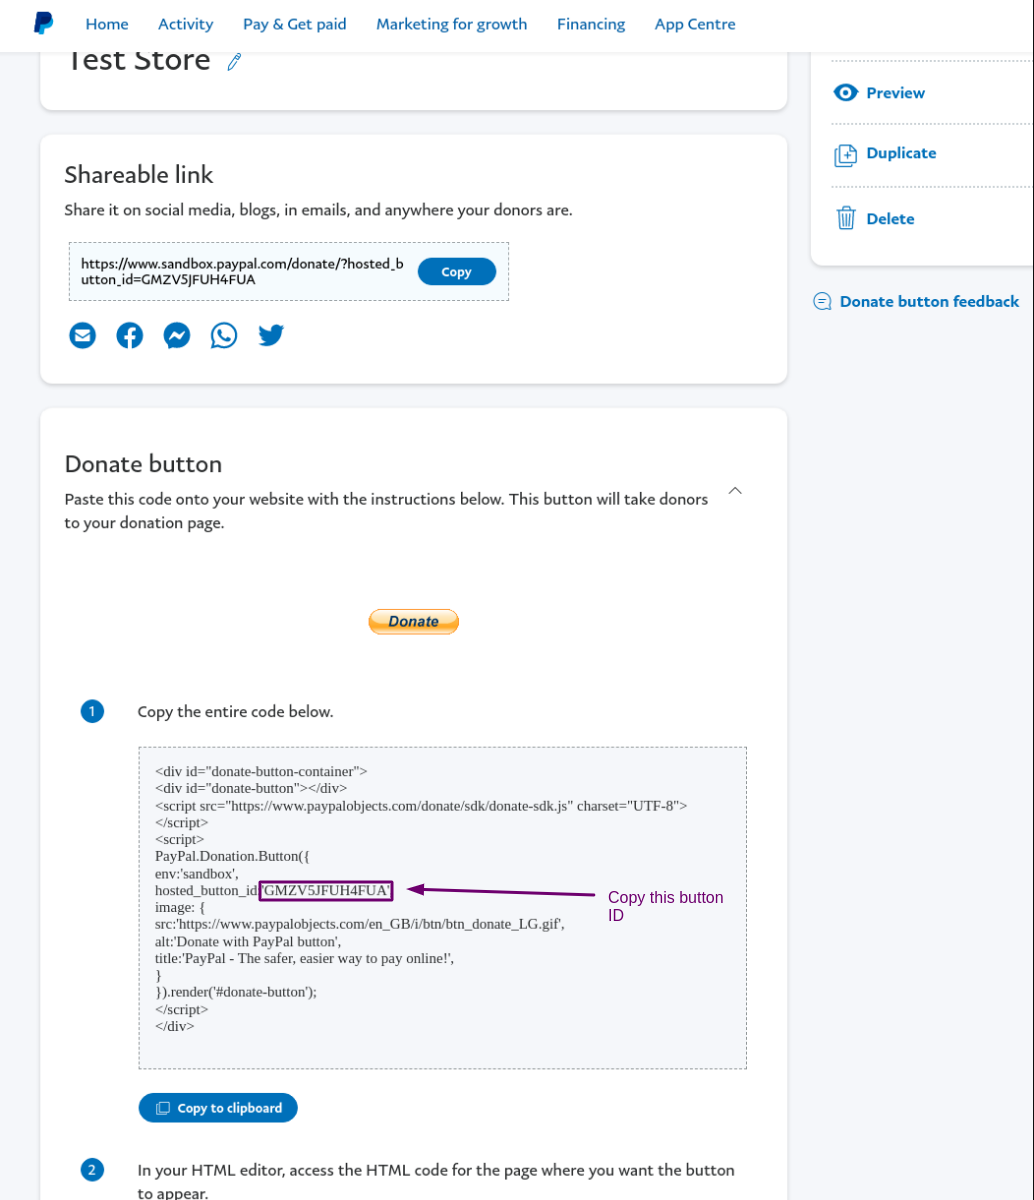 Home Activity Pay & Get paid Marketing for growth Financing App Centre
Test Store
Preview
Duplicate
Delete
Donate button feedback
Shareable link
Share it on social media, blogs, in emails, and anywhere your donors are.
https://www.sandbox.paypal.com/donate/?hosted_b
utton_id=GMZV5JFUH4FUA
Copy
Donate button
Paste this code onto your website with the instructions below. This button will take donors
to your donation page.
Donate
1 Copy the entire code below.
<div id="donate-button-container">
<div id="donate-button"></div>
<script src="https://www.paypalobjects.com/donate/sdk/donate-sdk.js" charset="UTF-8">
</script>
<script>
PayPal.Donation.Button({
env:'sandbox',
hosted_button_id:'GMZV5JFUH4FUA',
image: {
src:'https://www.paypalobjects.com/en_GB/i/btn/btn_donate_LG.gif',
alt:'Donate with PayPal button',
title:'PayPal - The safer, easier way to pay online!',
}
}).render('#donate-button');
</script>
</div>
Copy this button
ID
Copy to clipboard
2 In your HTML editor, access the HTML code for the page where you want the button
to appear.